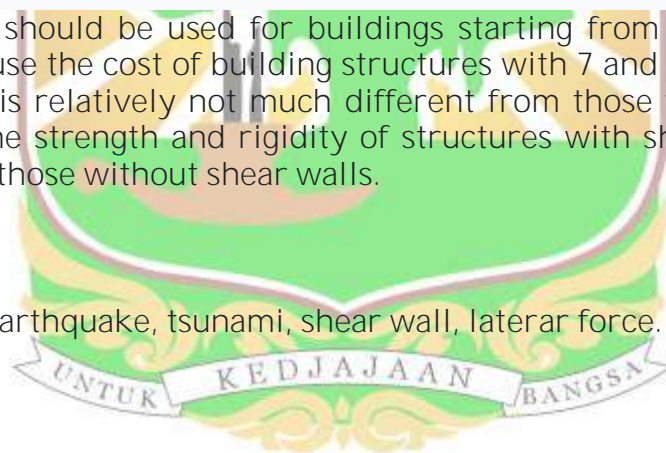 should be used for buildings starting from
use the cost of building structures with 7 and
is relatively not much different from those
he strength and rigidity of structures with sh
those without shear walls.
arthquake, tsunami, shear wall, laterar force.
UNTUK KEDJAJAAN BANGSA